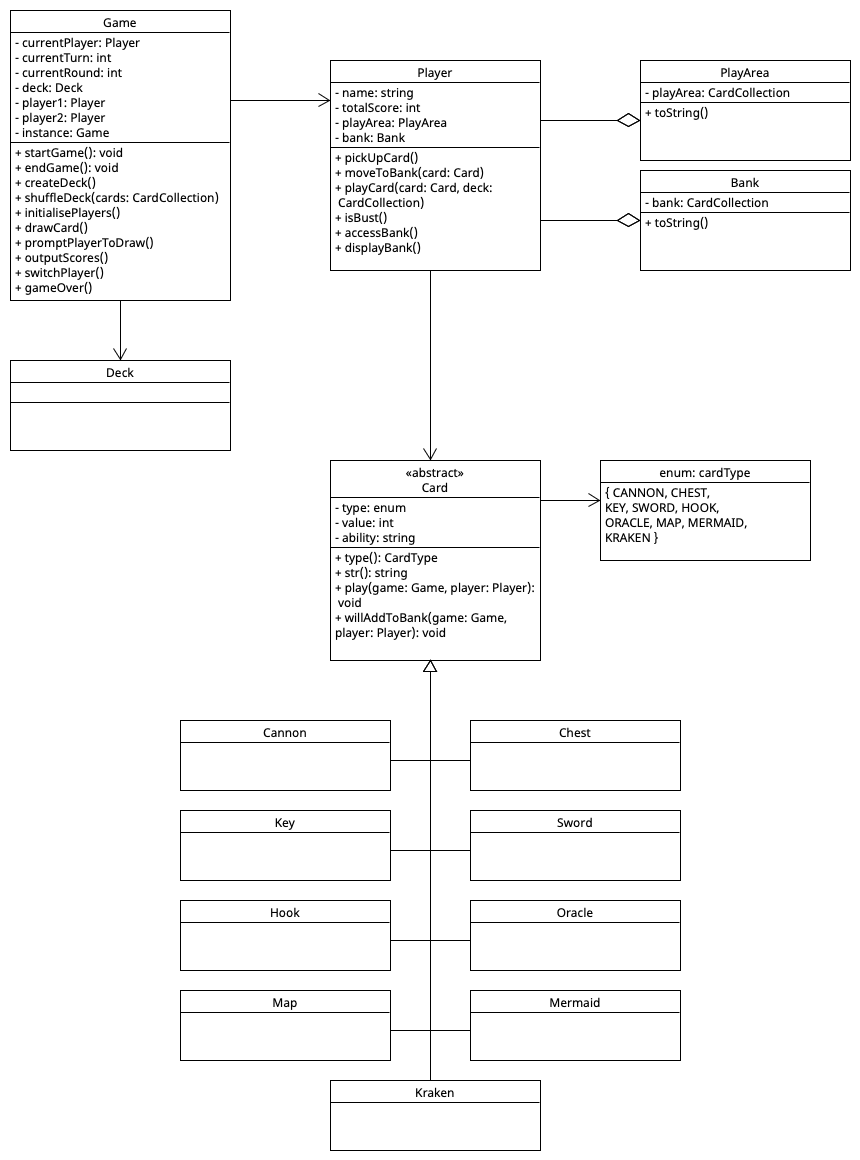 Game
- currentPlayer: Player
- currentTurn: int
- currentRound: int
- deck: Deck
- player1: Player
- player2: Player
- instance: Game
+ startGame(): void
+ endGame(): void
+ createDeck()
+ shuffleDeck(cards: CardCollection)
+ initialisePlayers()
+ drawCard()
+ promptPlayerToDraw()
+ outputScores()
+ switchPlayer()
+ gameOver()
Player
- name: string
- totalScore: int
- playArea: PlayArea
- bank: Bank
+ pickUpCard()
+ moveToBank(card: Card)
+ playCard(card: Card, deck:
CardCollection)
+ isBust()
+ accessBank()
+ displayBank()
PlayArea
- playArea: CardCollection
+ toString()
Bank
- bank: CardCollection
+ toString()
Deck
«abstract»
Card
- type: enum
- value: int
- ability: string
+ type(): CardType
+ str(): string
+ play(game: Game, player: Player):
void
+ willAddToBank(game: Game,
player: Player): void
enum: cardType
{ CANNON, CHEST,
KEY, SWORD, HOOK,
ORACLE, MAP, MERMAID,
KRAKEN }
Cannon
Chest
Key
Sword
Hook
Oracle
Map
Mermaid
Kraken